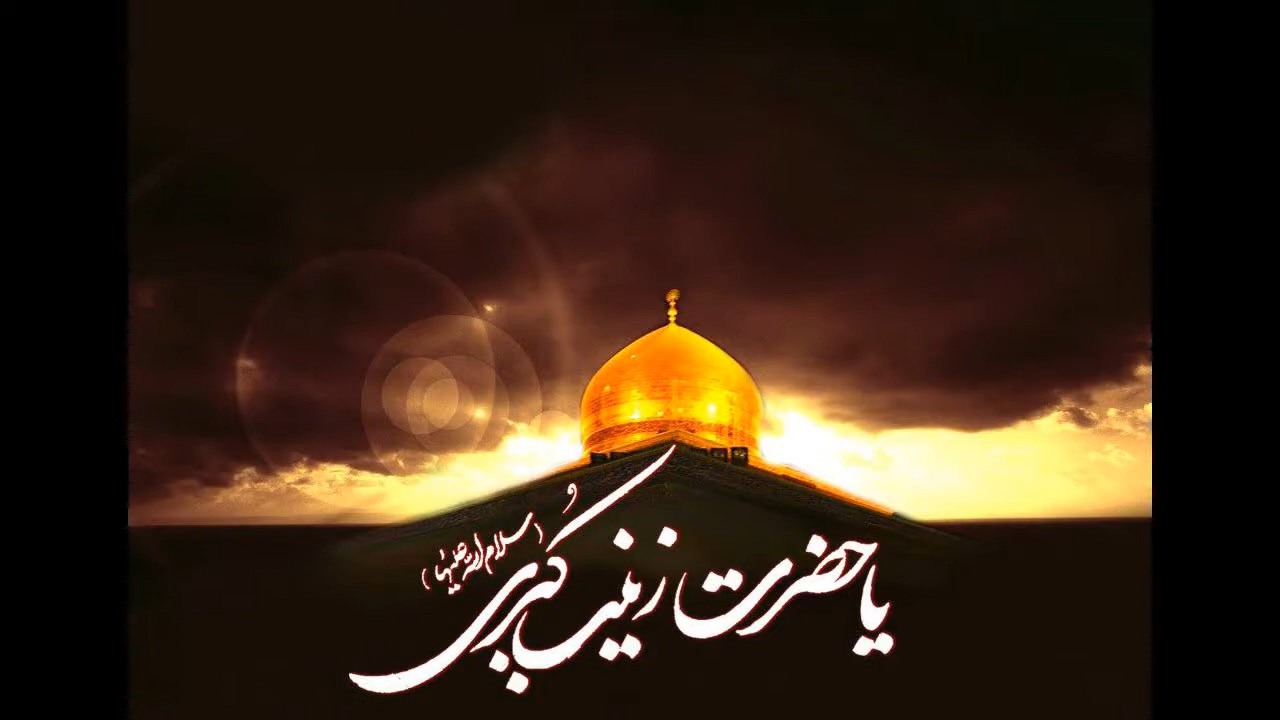 یا حضرت زینب کبری
(سلام الله علیها)